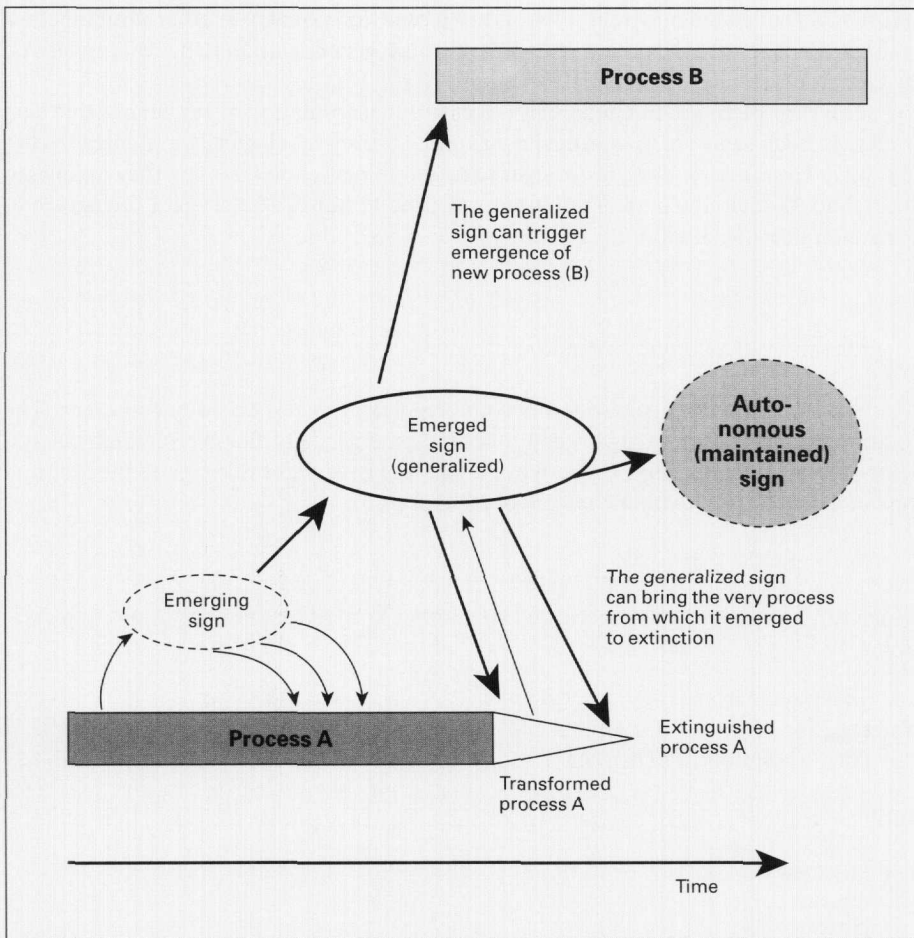 Process B
The generalized
sign can trigger
emergence of
new process (B)
Emerged
sign
(generalized)
Auto-
nomous
(maintained)
sign
Emerging
sign
The generalized sign
can bring the very process
from which it emerged
to extinction
Process A
Extinguished
process A
Transformed
process A
Time